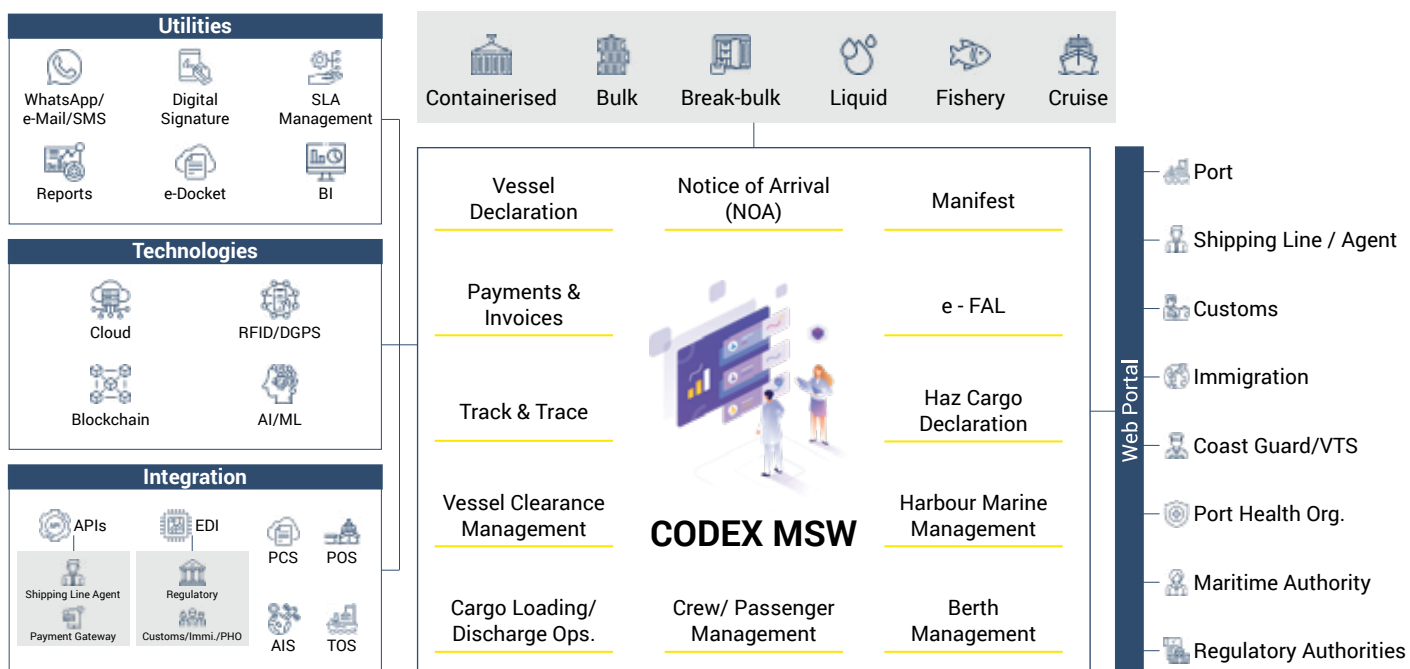 Utilities
WhatsApp/
e-Mail/SMS
Digital
Signature
SLA
Management
Reports
e-Docket
BI
Technologies
Cloud
RFID/DGPS
Blockchain
AI/ML
Integration
APIs
EDI
PCS
POS
Shipping Line Agent
Regulatory
Payment Gateway
Customs/Immi./PHO
AIS
TOS
Containerised
Bulk
Break-bulk
Liquid
Fishery
Cruise
Vessel
Declaration
Notice of Arrival
(NOA)
Manifest
Payments &
Invoices
e - FAL
Track & Trace
Haz Cargo
Declaration
Vessel Clearance
Management
CODEX MSW
Harbour Marine
Management
Cargo Loading/
Discharge Ops.
Crew/ Passenger
Management
Berth
Management
Web Portal
Port
Shipping Line / Agent
Customs
Immigration
Coast Guard/VTS
Port Health Org.
Maritime Authority
Regulatory Authorities